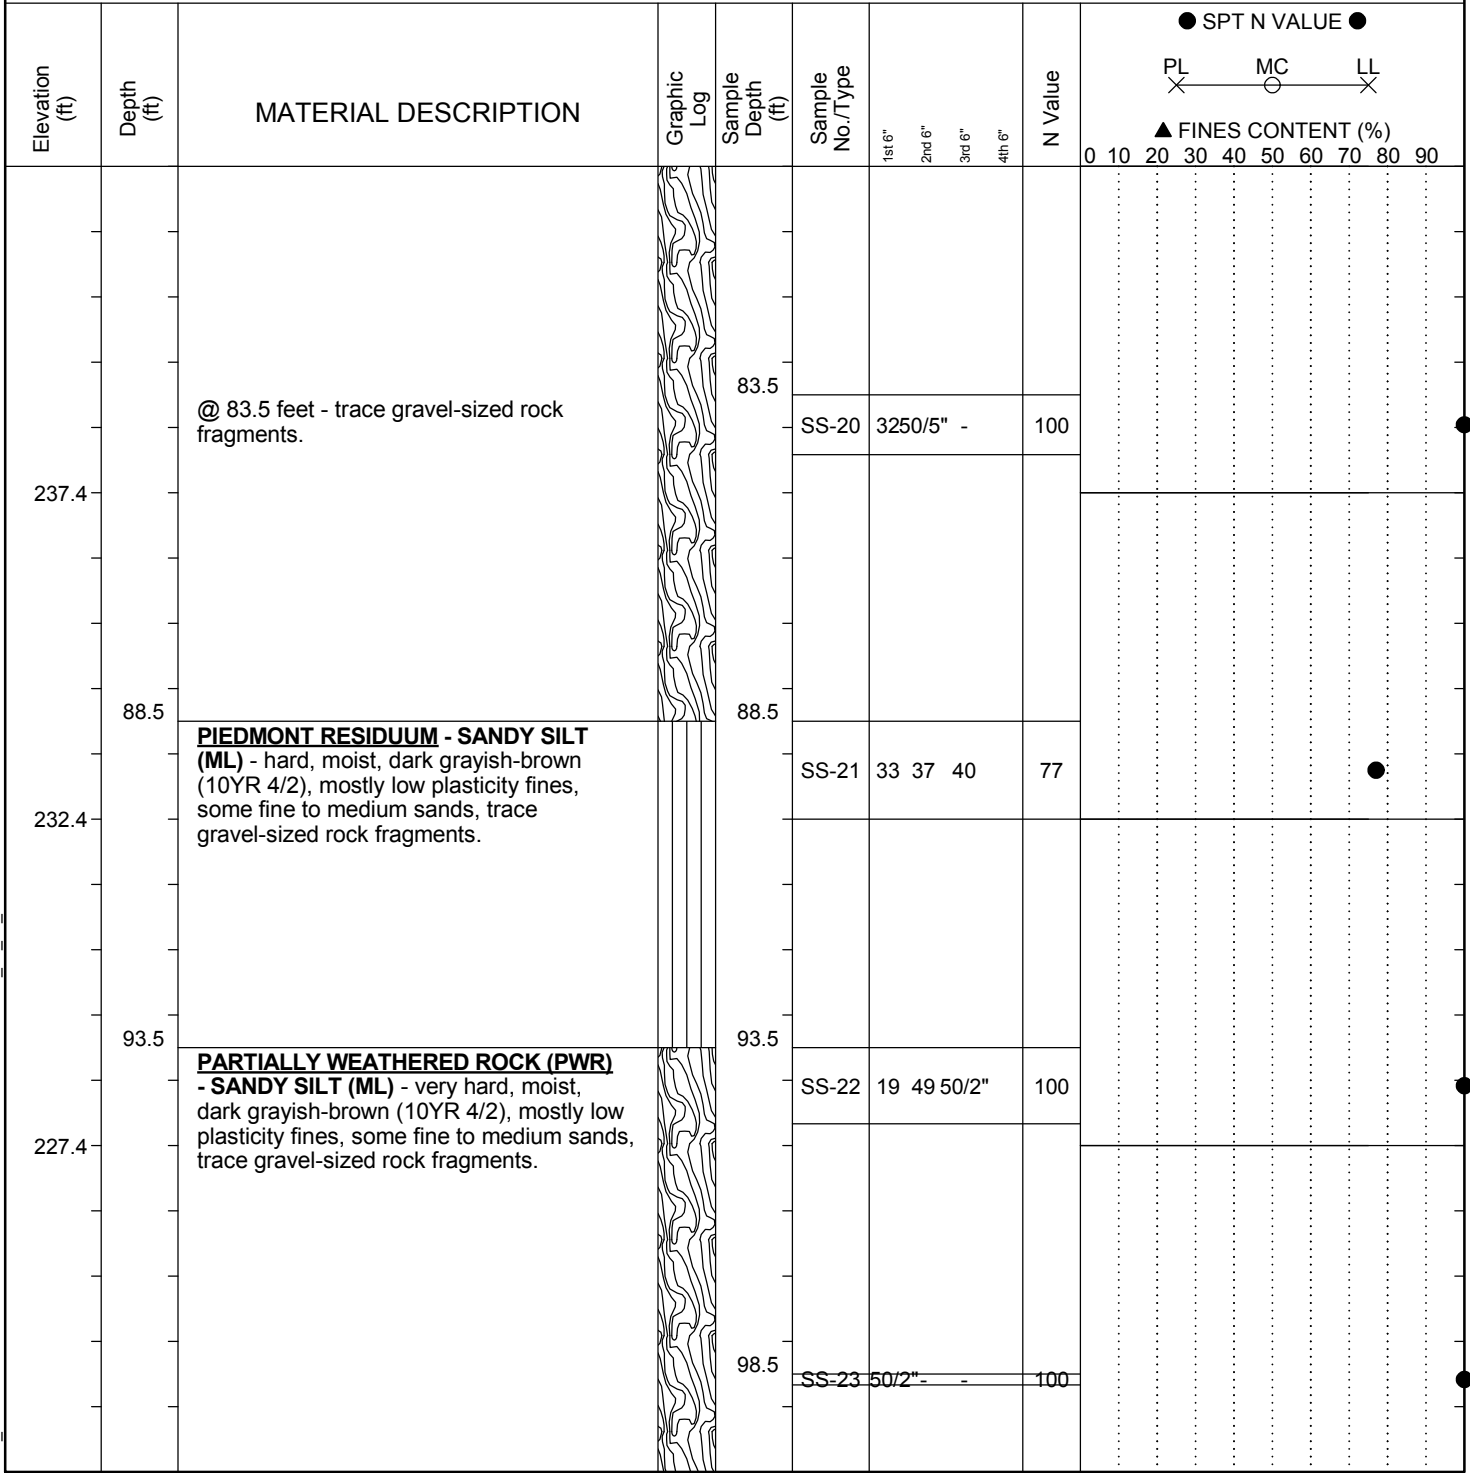 ● SPT N VALUE ●
PL MC LL
▲ FINES CONTENT (%)
0 10 20 30 40 50 60 70 80 90
Elevation
(ft)
Depth
(ft)
MATERIAL DESCRIPTION
Graphic
Log
Sample
Depth
(ft)
Sample
No./Type
1st 6"
2nd 6"
3rd 6"
4th 6"
N Value
83.5
@ 83.5 feet - trace gravel-sized rock
fragments.
SS-20 3250/5" - 100
237.4
88.5
88.5
PIEDMONT RESIDUUM - SANDY SILT
(ML) - hard, moist, dark grayish-brown
(10YR 4/2), mostly low plasticity fines,
some fine to medium sands, trace
gravel-sized rock fragments.
SS-21 33 37 40 77
232.4
93.5
93.5
PARTIALLY WEATHERED ROCK (PWR)
- SANDY SILT (ML) - very hard, moist,
dark grayish-brown (10YR 4/2), mostly low
plasticity fines, some fine to medium sands,
trace gravel-sized rock fragments.
SS-22 19 49 50/2" 100
227.4
98.5
SS-23 50/2" - - 100